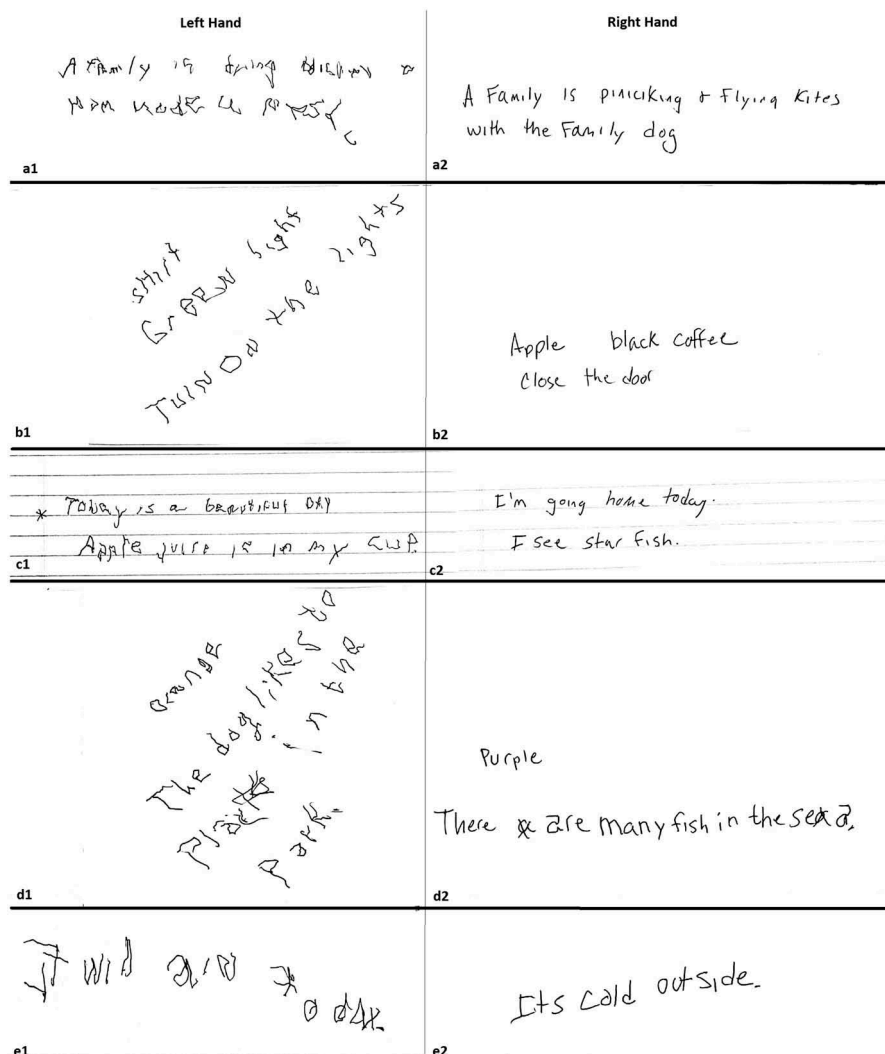 Left Hand
A Family is
a1
Right Hand
A Family Is piniciking + Flying Kites
with the Family dog
a2
shirt
Green light
Turn On the lights
b1
Apple black coffee
Close the door
b2
* Today is a beautiful DAY
Apple juice is in my CUP.
c1
I'm going home today.
I see star fish.
c2
orange
The dog likes to
in the
park.
d1
Purple
There are many fish in the sea.
d2
It
e1
Its cold outside.
e2